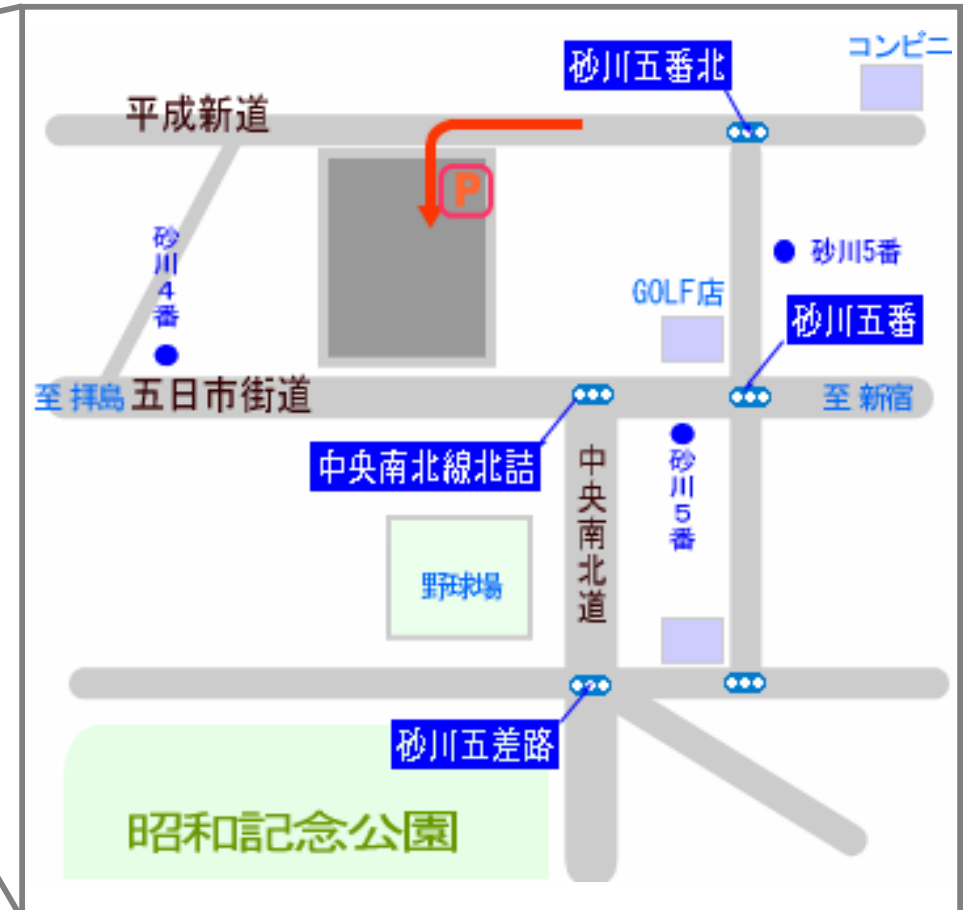 コンビニ
砂川五番北
平成新道
P
砂川4番
砂川5番
GOLF店
砂川五番
至 拝島
五日市街道
至 新宿
中央南北線北詰
中央南北道
砂川5番
野球場
砂川五差路
昭和記念公園